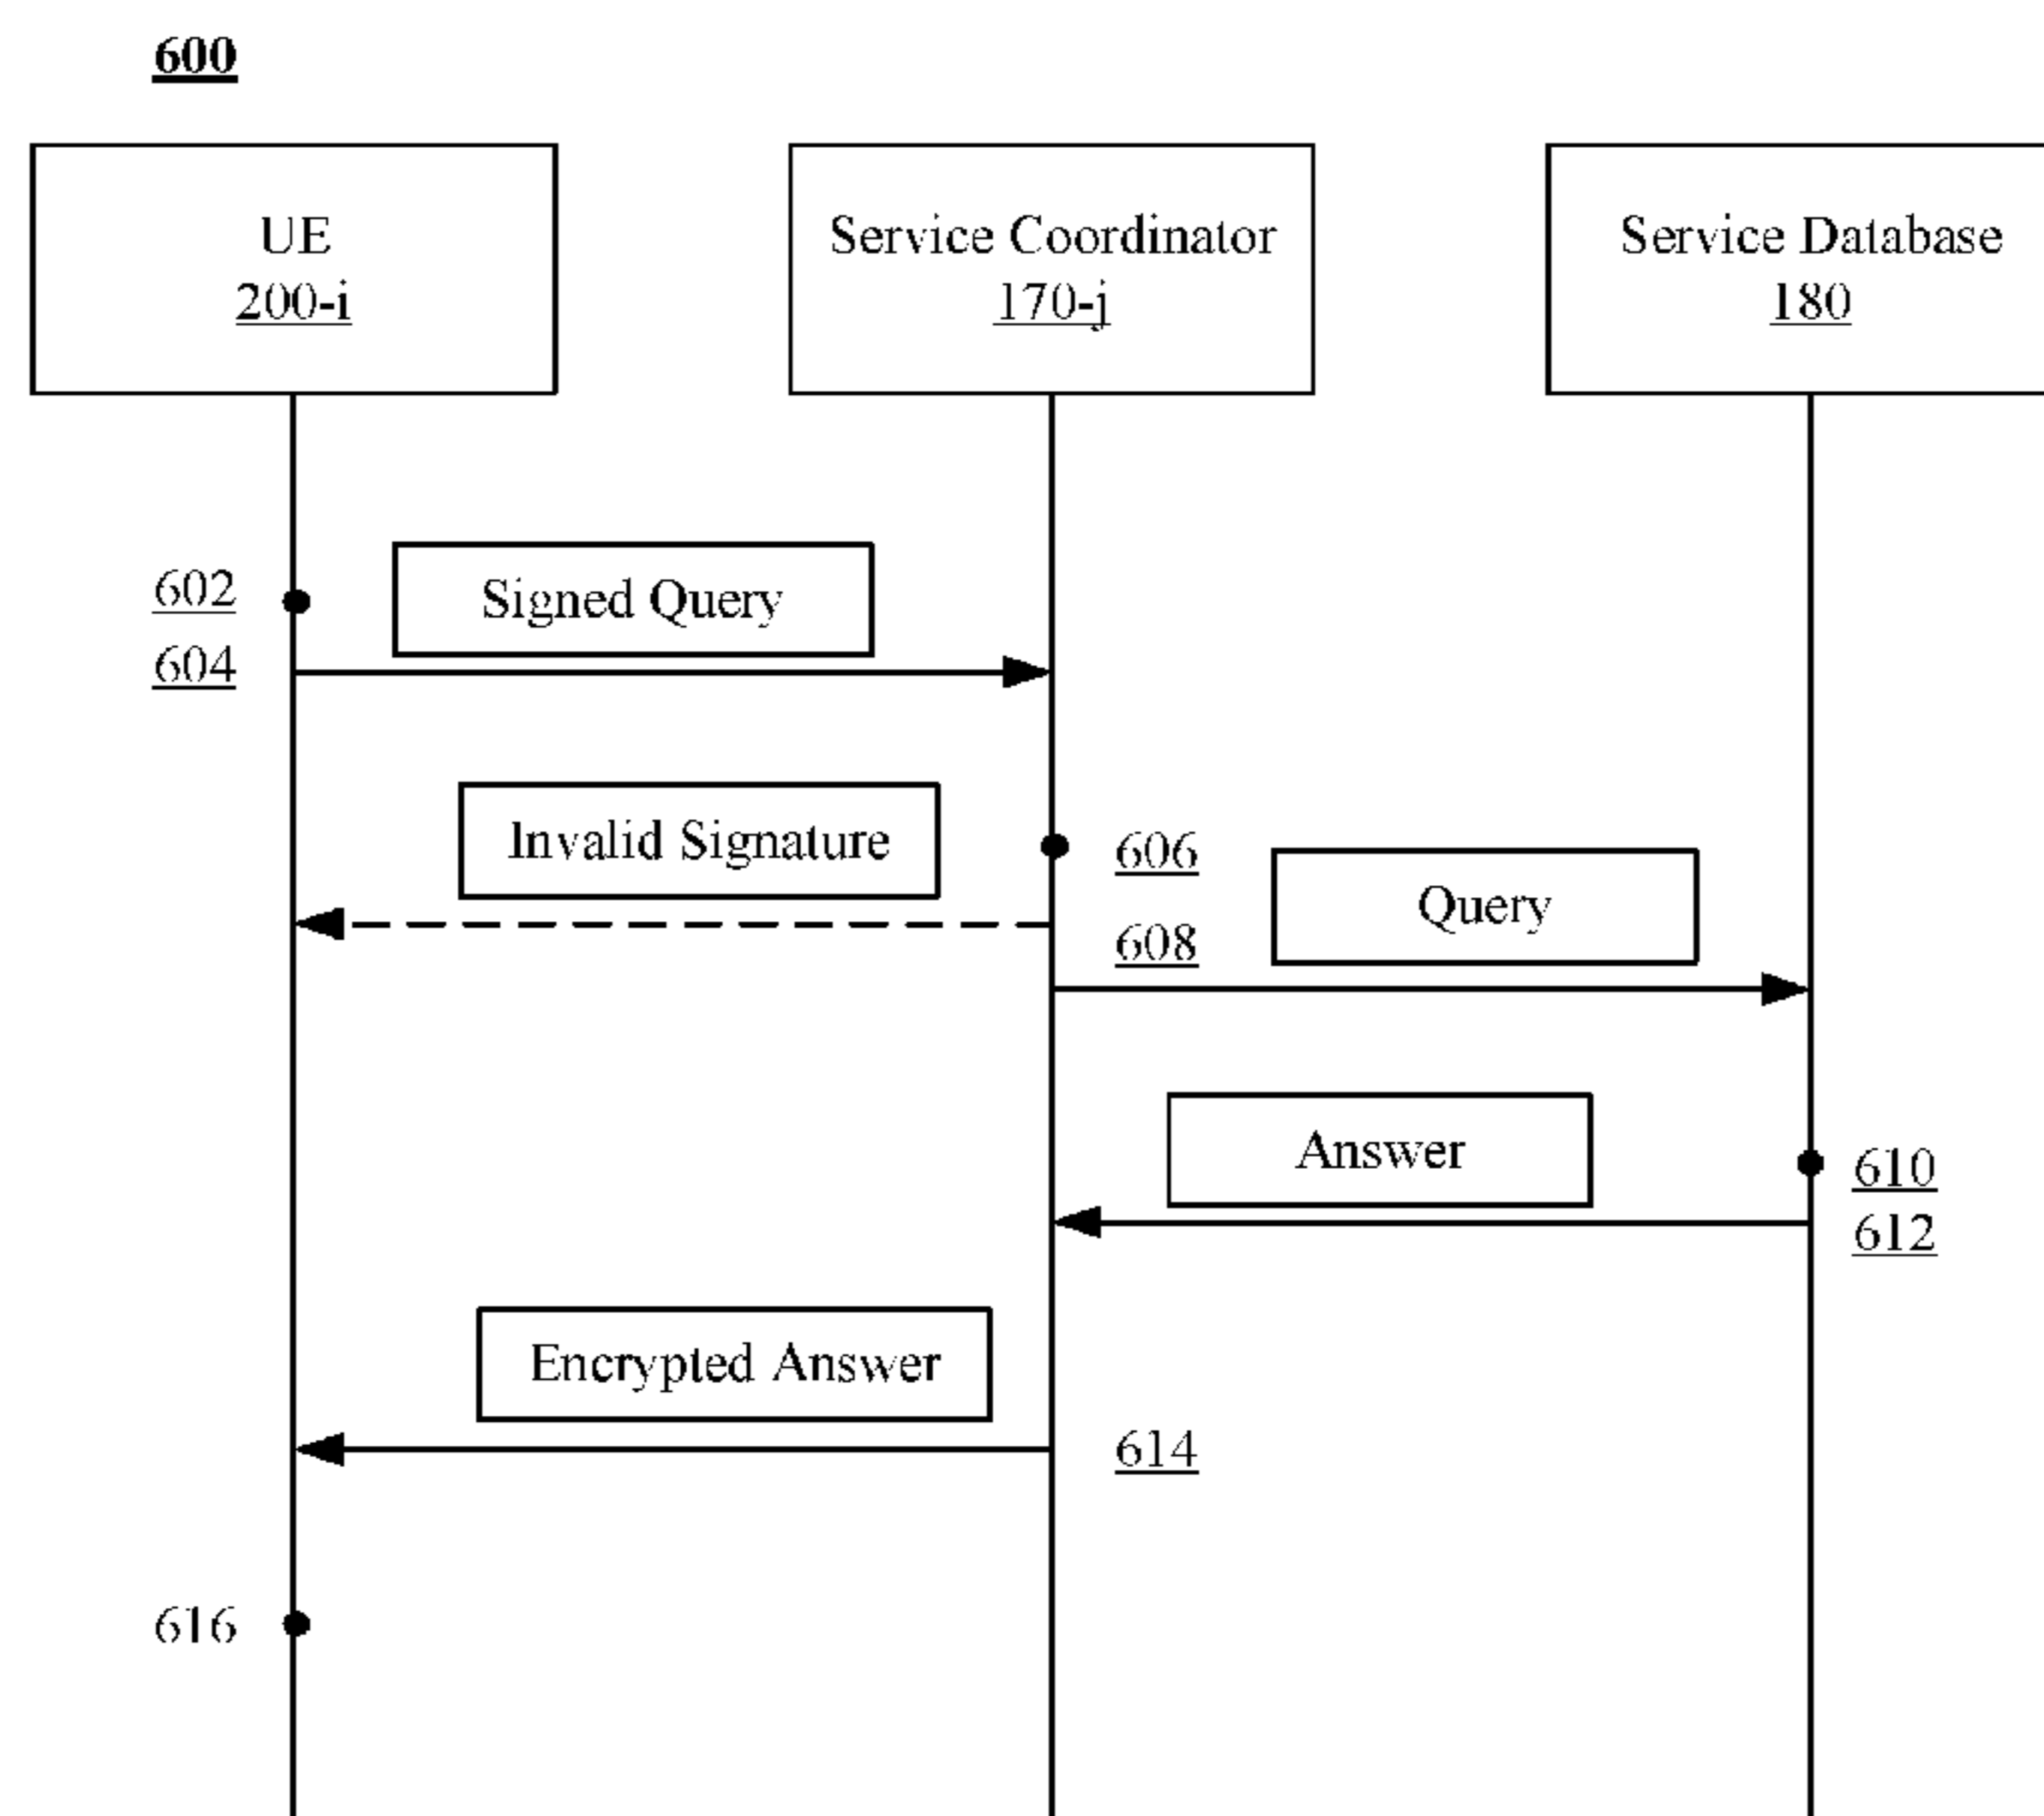 600
UE
200-i
Service Coordinator
170-j
Service Database
180
602
Signed Query
604
Invalid Signature
606
Query
608
Answer
610
612
Encrypted Answer
614
616